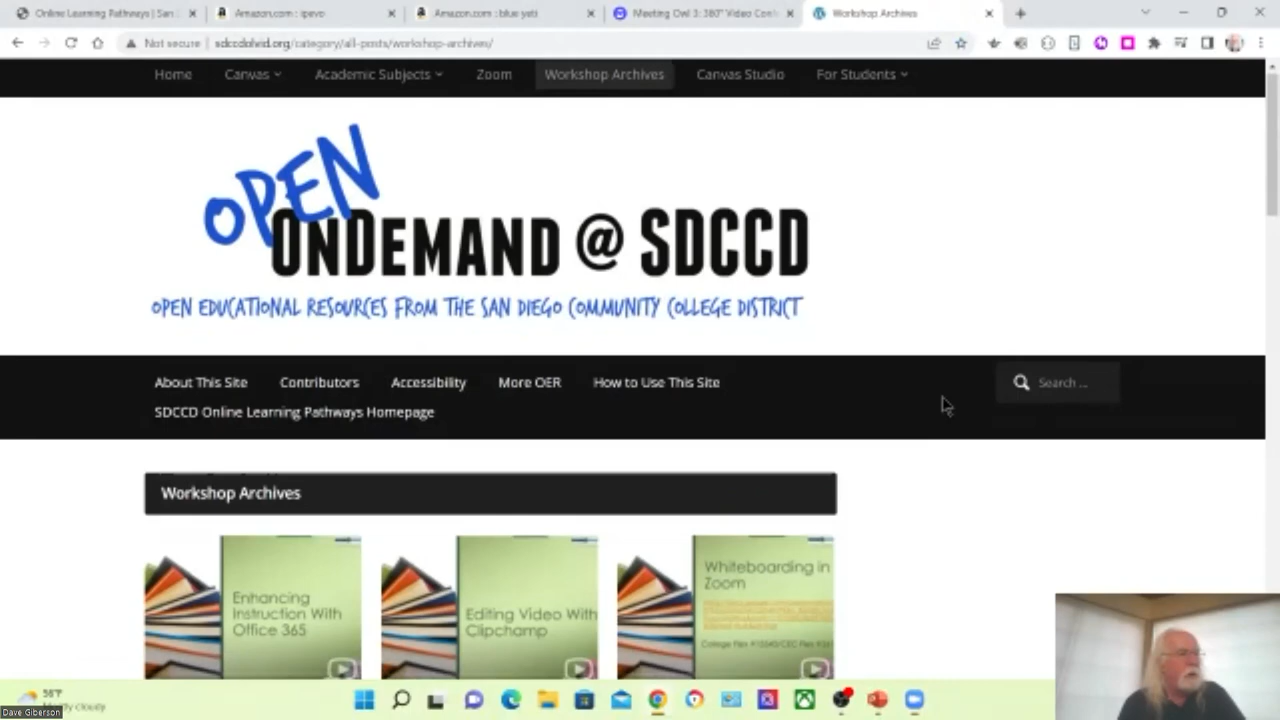 Online Learning Pathways | San
Amazon.com : ipevo
Amazon.com : blue yeti
Meeting Owl 3: 360° Video Con
Workshop Archives
Not secure | sdccdolvid.org/category/all-posts/workshop-archives/
Home
Canvas
Academic Subjects
Zoom
Workshop Archives
Canvas Studio
For Students
OPEN
ONDEMAND @ SDCCD
OPEN EDUCATIONAL RESOURCES FROM THE SAN DIEGO COMMUNITY COLLEGE DISTRICT
About This Site
Contributors
Accessibility
More OER
How to Use This Site
Search ...
SDCCD Online Learning Pathways Homepage
Workshop Archives
Enhancing
Instruction With
Office 365
Editing Video With
Clipchamp
Whiteboarding in
Zoom
58°F
Mostly cloudy
Dave Giberson